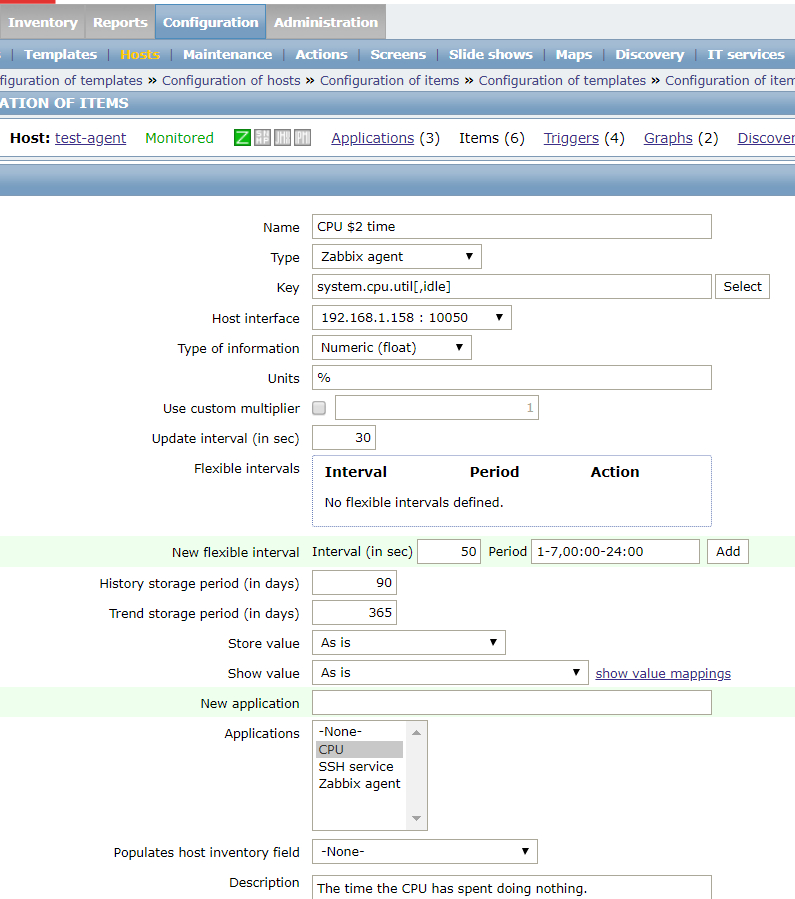 Inventory Reports Configuration Administration
Templates | Hosts | Maintenance | Actions | Screens | Slide shows | Maps | Discovery | IT services
figuration of templates » Configuration of hosts » Configuration of items » Configuration of templates » Configuration of item
ATION OF ITEMS
Host: test-agent Monitored Z SNMP JMX IPMI Applications (3) Items (6) Triggers (4) Graphs (2) Discover
Name CPU $2 time
Type Zabbix agent
Key system.cpu.util[,idle] Select
Host interface 192.168.1.158 : 10050
Type of information Numeric (float)
Units %
Use custom multiplier 1
Update interval (in sec) 30
Flexible intervals Interval Period Action
No flexible intervals defined.
New flexible interval Interval (in sec) 50 Period 1-7,00:00-24:00 Add
History storage period (in days) 90
Trend storage period (in days) 365
Store value As is
Show value As is show value mappings
New application
Applications -None-
CPU
SSH service
Zabbix agent
Populates host inventory field -None-
Description The time the CPU has spent doing nothing.